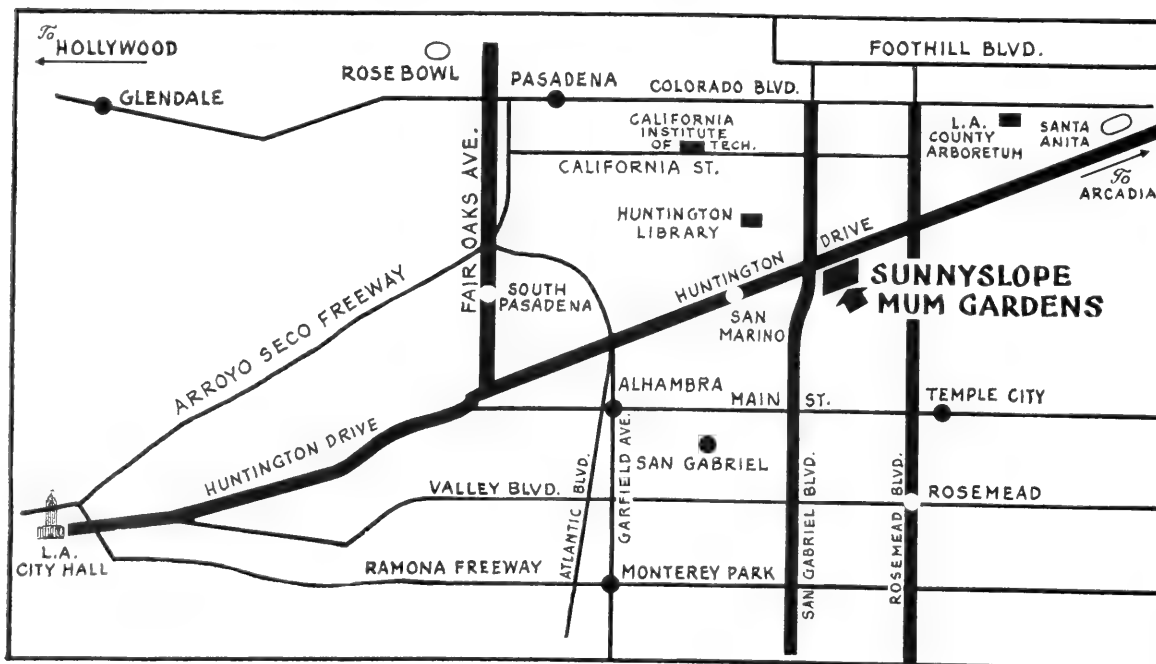 To
HOLLYWOOD
ROSE BOWL
FOOTHILL BLVD.
GLENDALE
PASADENA
COLORADO BLVD.
CALIFORNIA
INSTITUTE
OF TECH.
L.A.
COUNTY
ARBORETUM
SANTA
ANITA
CALIFORNIA ST.
To
ARCADIA
FAIR OAKS AVE.
HUNTINGTON
LIBRARY
HUNTINGTON DRIVE
SUNNYSLOPE
MUM GARDENS
SOUTH
PASADENA
SAN
MARINO
ARROYO SECO FREEWAY
ALHAMBRA
MAIN ST.
TEMPLE CITY
HUNTINGTON DRIVE
SAN GABRIEL
ATLANTIC BLVD.
GARFIELD AVE.
SAN GABRIEL BLVD.
ROSEMEAD BLVD.
VALLEY BLVD.
ROSEMEAD
L.A.
CITY HALL
RAMONA FREEWAY
MONTEREY PARK